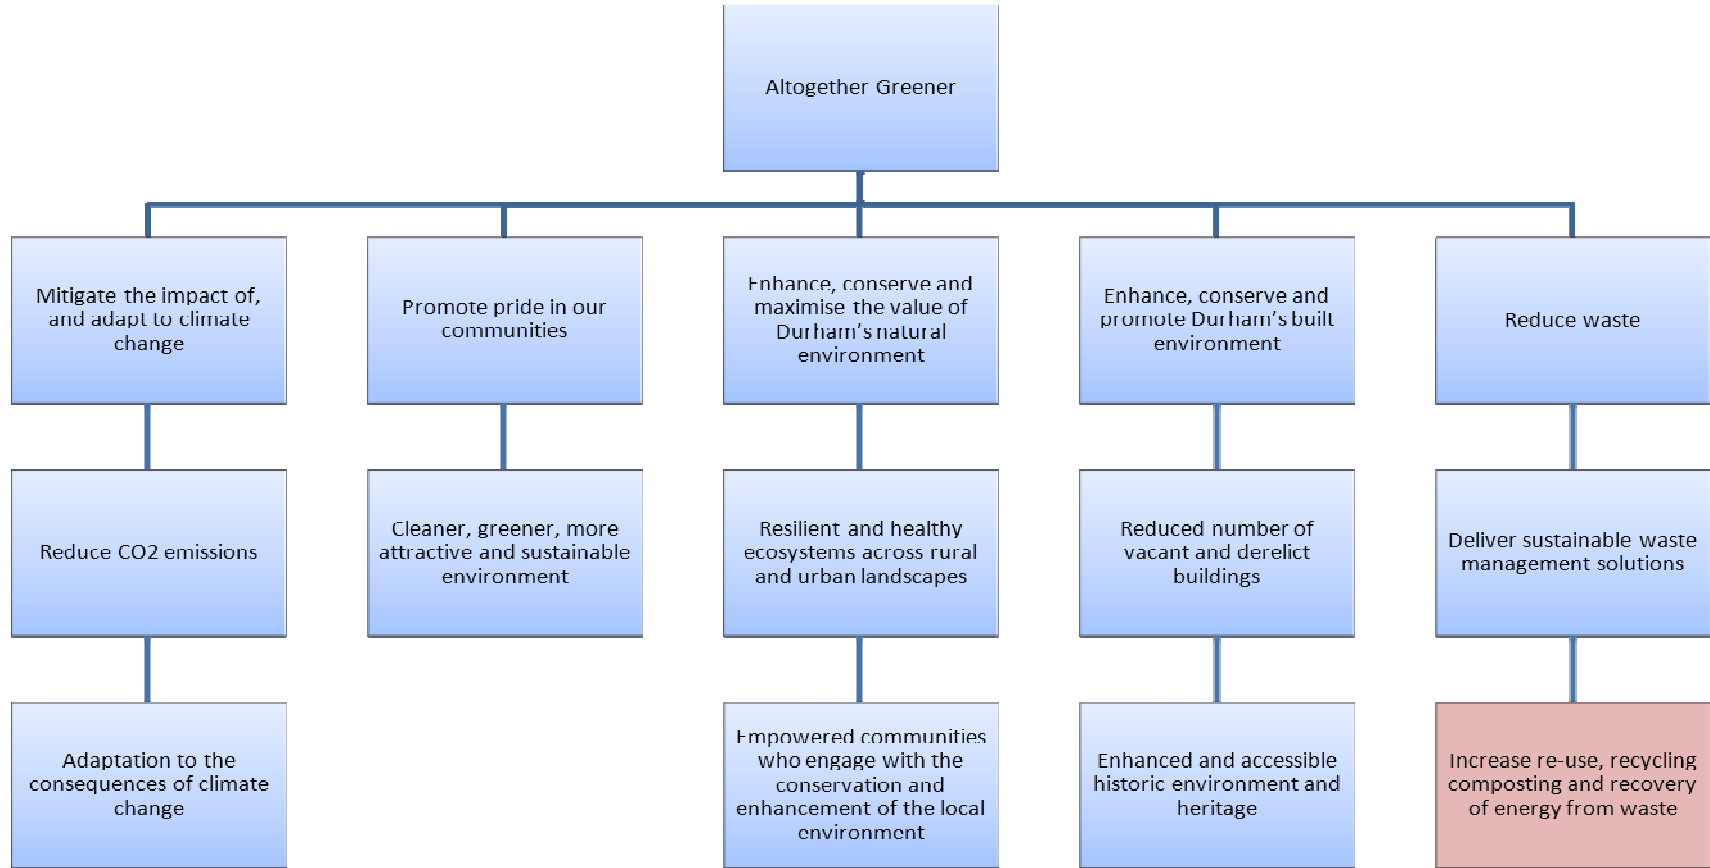 Altogether Greener
Mitigate the impact of,
and adapt to climate
change
Promote pride in our
communities
Enhance, conserve and
maximise the value of
Durham’s natural
environment
Enhance, conserve and
promote Durham’s built
environment
Reduce waste
Reduce CO2 emissions
Cleaner, greener, more
attractive and sustainable
environment
Resilient and healthy
ecosystems across rural
and urban landscapes
Reduced number of
vacant and derelict
buildings
Deliver sustainable waste
management solutions
Adaptation to the
consequences of climate
change
Empowered communities
who engage with the
conservation and
enhancement of the local
environment
Enhanced and accessible
historic environment and
heritage
Increase re-use, recycling
composting and recovery
of energy from waste